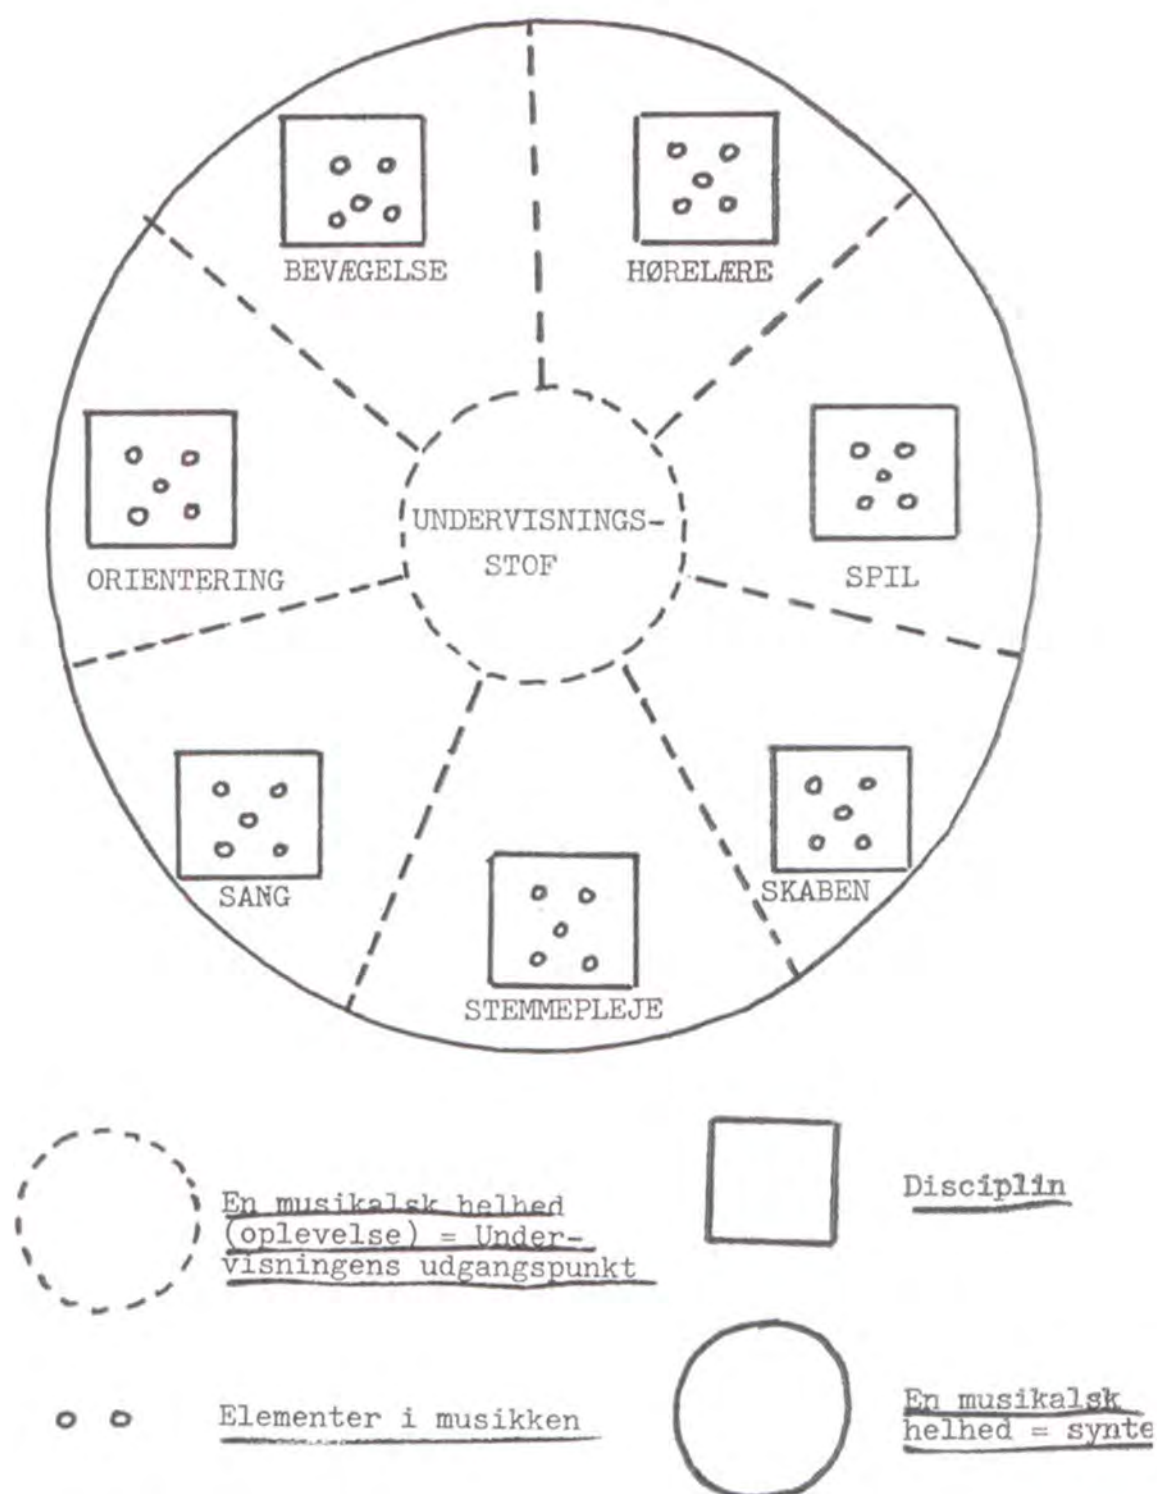 BEVÆGELSE
HØRELÆRE
ORIENTERING
UNDERVISNINGS-
STOF
SPIL
SANG
SKABEN
STEMMEPLEJE
En musikalsk helhed
(oplevelse) = Under-
visningens udgangspunkt
Disciplin
Elementer i musikken
En musikalsk
helhed = synte